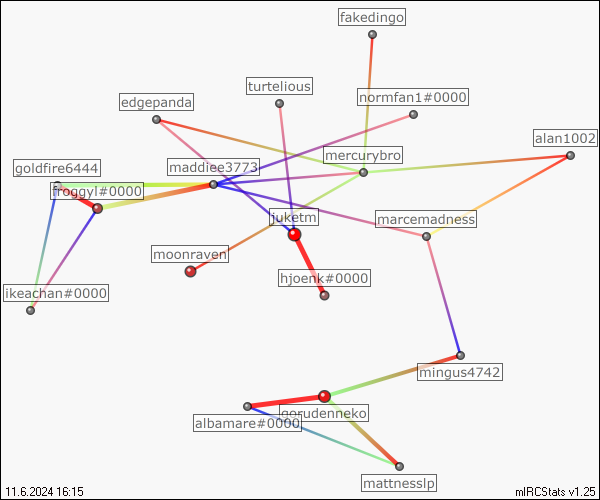 fakedingo
turtelious
normfan1#0000
edgepanda
alan1002
mercurybro
goldfire6444
maddiee3773
froggyl#0000
juketm
marcemadness
moonraven
hjoenk#0000
ikeachan#0000
mingus4742
gorudenneko
albamare#0000
mattnesslp
11.6.2024 16:15
mIRCStats v1.25